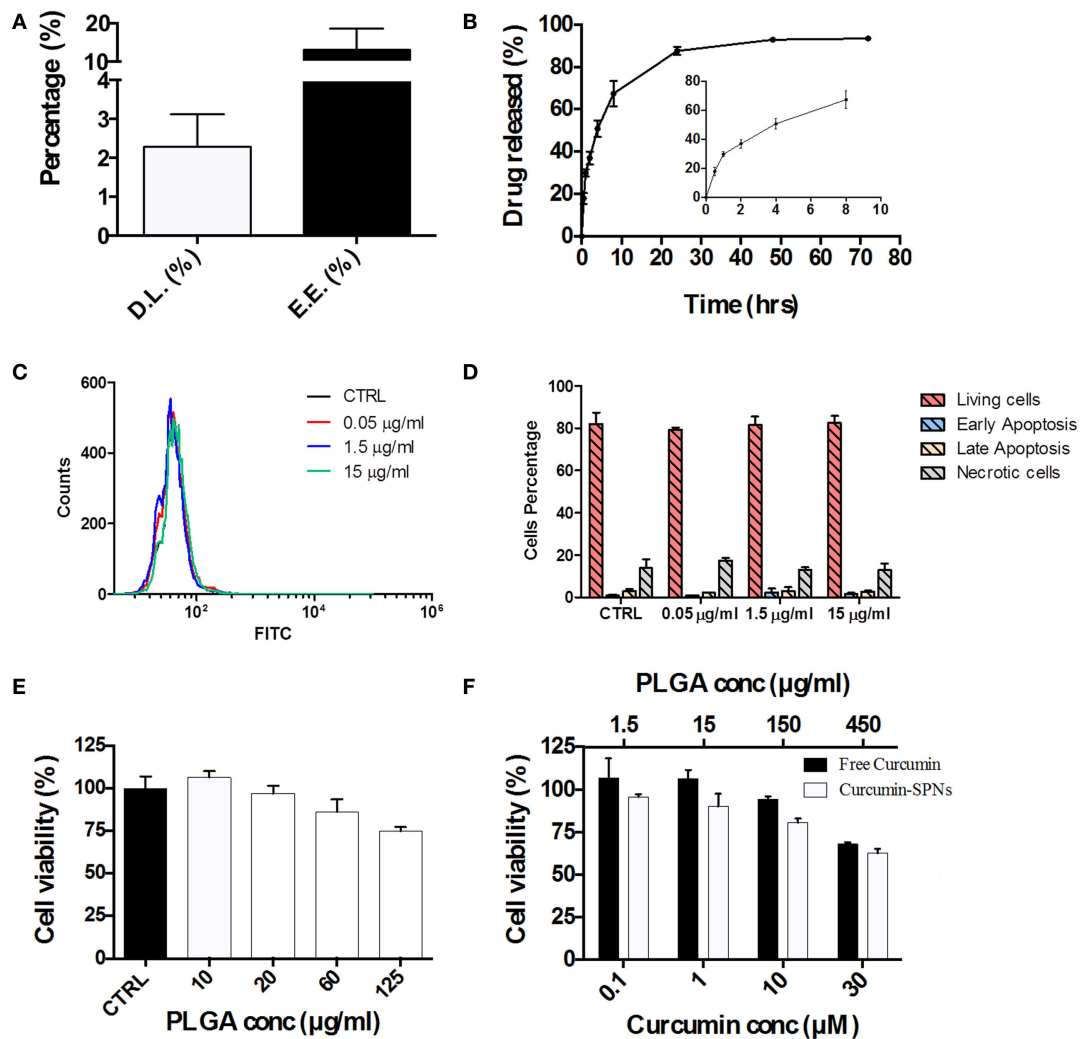 A
Percentage (%)
20
10
4
3
2
1
0
D.L. (%)
E.E. (%)
B
Drug released (%)
100
80
60
40
20
0
0 10 20 30 40 50 60 70 80
Time (hrs)
80
60
40
20
0
0 2 4 6 8 10
C
Counts
600
400
200
0
10² 10⁴ 10⁶
FITC
CTRL
0.05 µg/ml
1.5 µg/ml
15 µg/ml
D
Cells Percentage
100
80
60
40
20
0
CTRL 0.05 µg/ml 1.5 µg/ml 15 µg/ml
Living cells
Early Apoptosis
Late Apoptosis
Necrotic cells
E
Cell viability (%)
125
100
75
50
25
0
CTRL 10 20 60 125
PLGA conc (µg/ml)
F
PLGA conc (µg/ml)
1.5 15 150 450
Cell viability (%)
125
100
75
50
25
0
Free Curcumin
Curcumin-SPNs
0.1 1 10 30
Curcumin conc (µM)